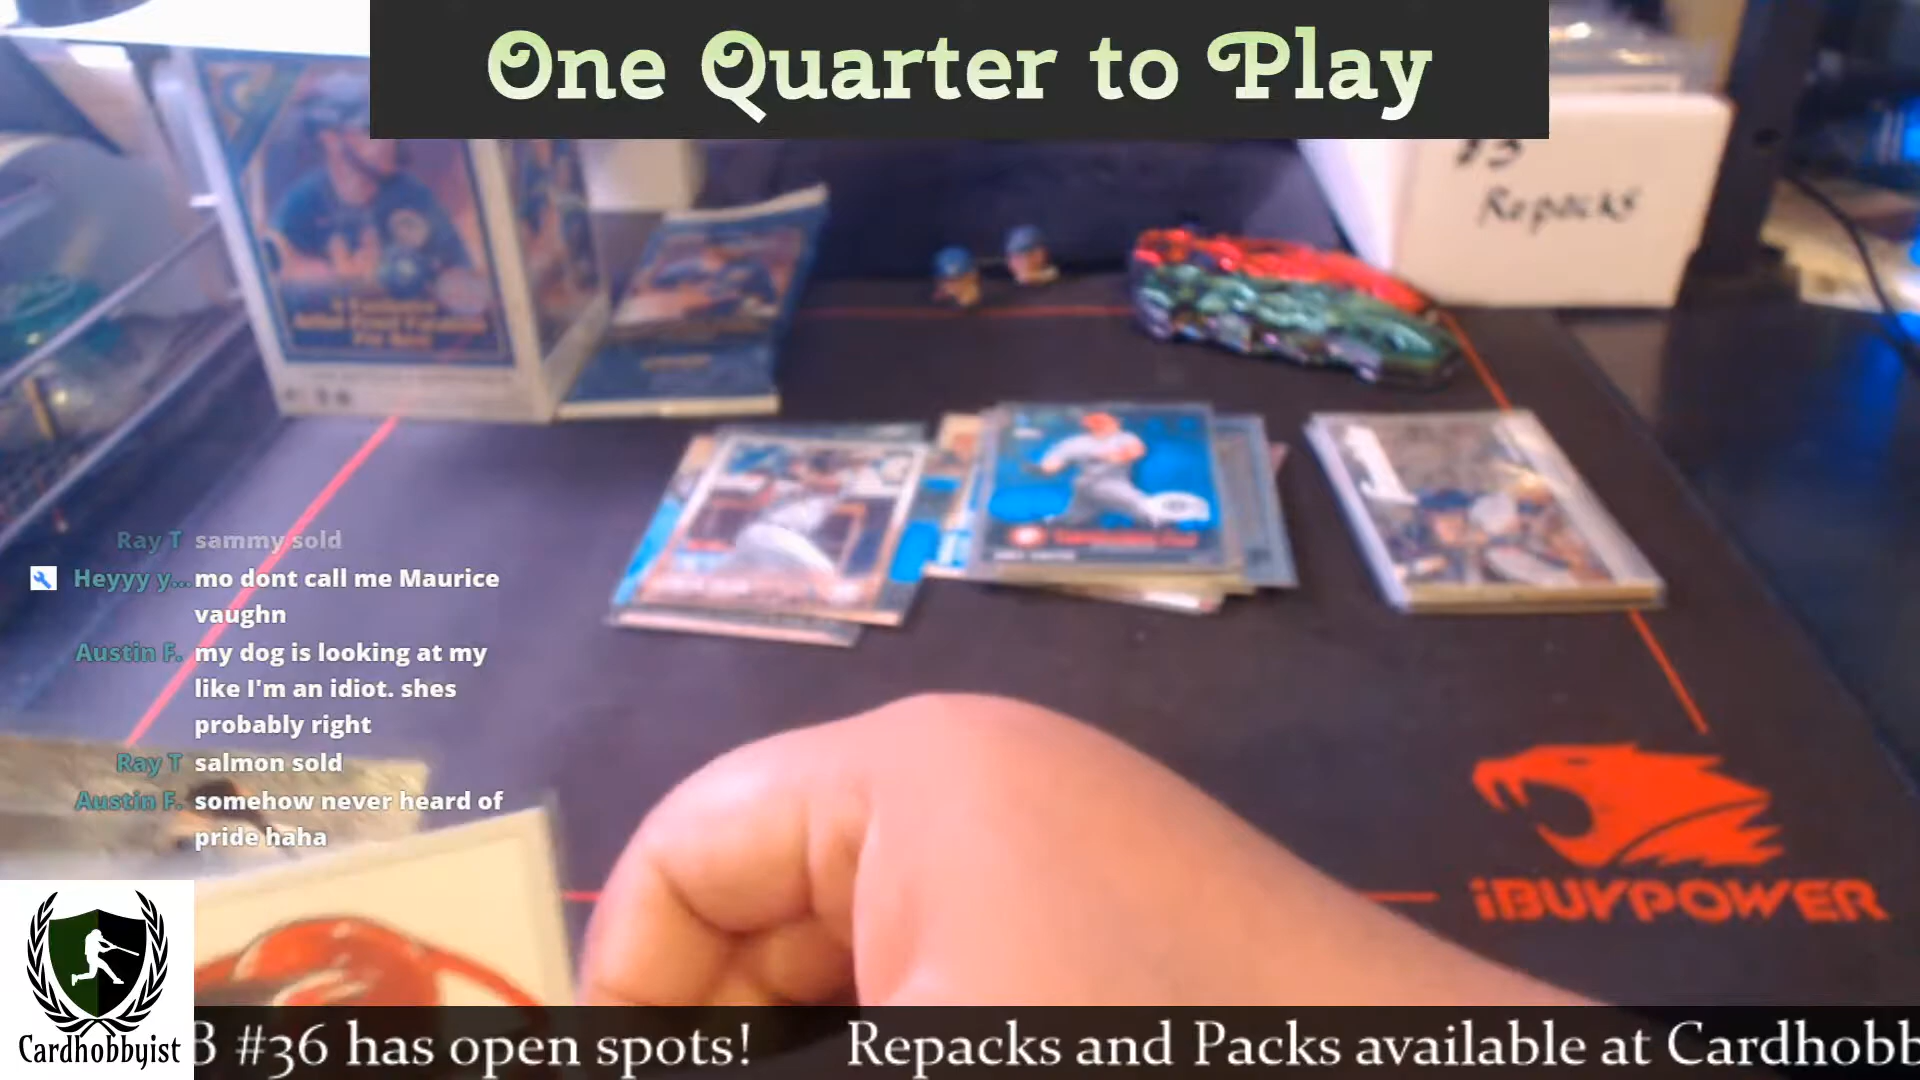 One Quarter to Play
$3
Repacks
Ray T sammy sold
Heyyy y... mo dont call me Maurice
vaughn
Austin F. my dog is looking at my
like I'm an idiot. shes
probably right
Ray T salmon sold
Austin F. somehow never heard of
pride haha
iBUYPOWER
Cardhobbyist
B #36 has open spots! Repacks and Packs available at Cardhobb